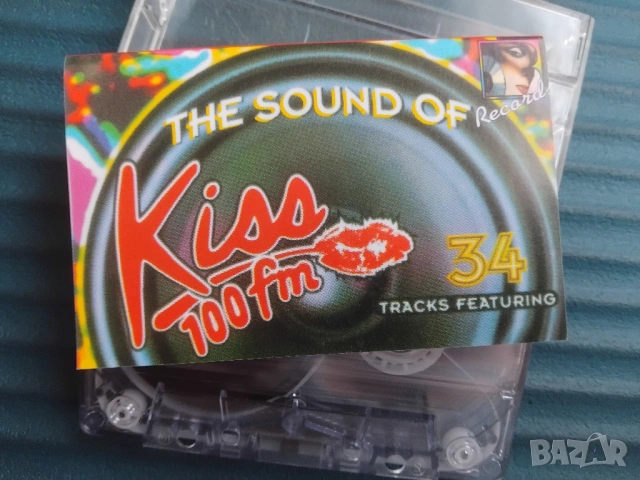 THE SOUND OF
Records
Kiss
100 fm
34
TRACKS FEATURING
BAZAR